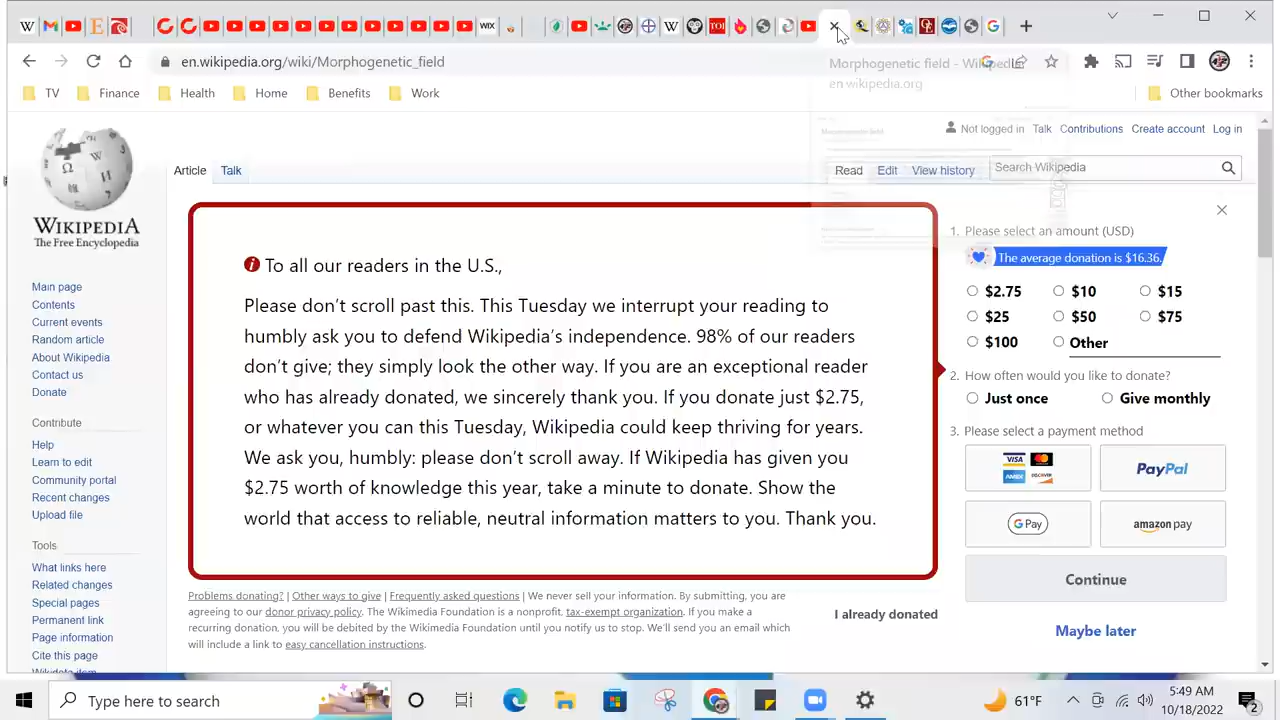 WIX
TOI
en.wikipedia.org/wiki/Morphogenetic_field
Morphogenetic field - Wikipedia
en.wikipedia.org
TV
Finance
Health
Home
Benefits
Work
Other bookmarks
Not logged in Talk Contributions Create account Log in
Article Talk
Read Edit View history
Search Wikipedia
WIKIPEDIA
The Free Encyclopedia
Main page
Contents
Current events
Random article
About Wikipedia
Contact us
Donate
Contribute
Help
Learn to edit
Community portal
Recent changes
Upload file
Tools
What links here
Related changes
Special pages
Permanent link
Page information
Cite this page
Wikidata item
To all our readers in the U.S.,
Please don't scroll past this. This Tuesday we interrupt your reading to
humbly ask you to defend Wikipedia's independence. 98% of our readers
don't give; they simply look the other way. If you are an exceptional reader
who has already donated, we sincerely thank you. If you donate just $2.75,
or whatever you can this Tuesday, Wikipedia could keep thriving for years.
We ask you, humbly: please don't scroll away. If Wikipedia has given you
$2.75 worth of knowledge this year, take a minute to donate. Show the
world that access to reliable, neutral information matters to you. Thank you.
Problems donating? | Other ways to give | Frequently asked questions | We never sell your information. By submitting, you are
agreeing to our donor privacy policy. The Wikimedia Foundation is a nonprofit, tax-exempt organization. If you make a
recurring donation, you will be debited by the Wikimedia Foundation until you notify us to stop. We'll send you an email which
will include a link to easy cancellation instructions.
I already donated
1. Please select an amount (USD)
The average donation is $16.36.
$2.75 $10 $15
$25 $50 $75
$100 Other
2. How often would you like to donate?
Just once Give monthly
3. Please select a payment method
VISA
PayPal
G Pay
amazon pay
Continue
Maybe later
Type here to search
61°F
5:49 AM
10/18/2022
2